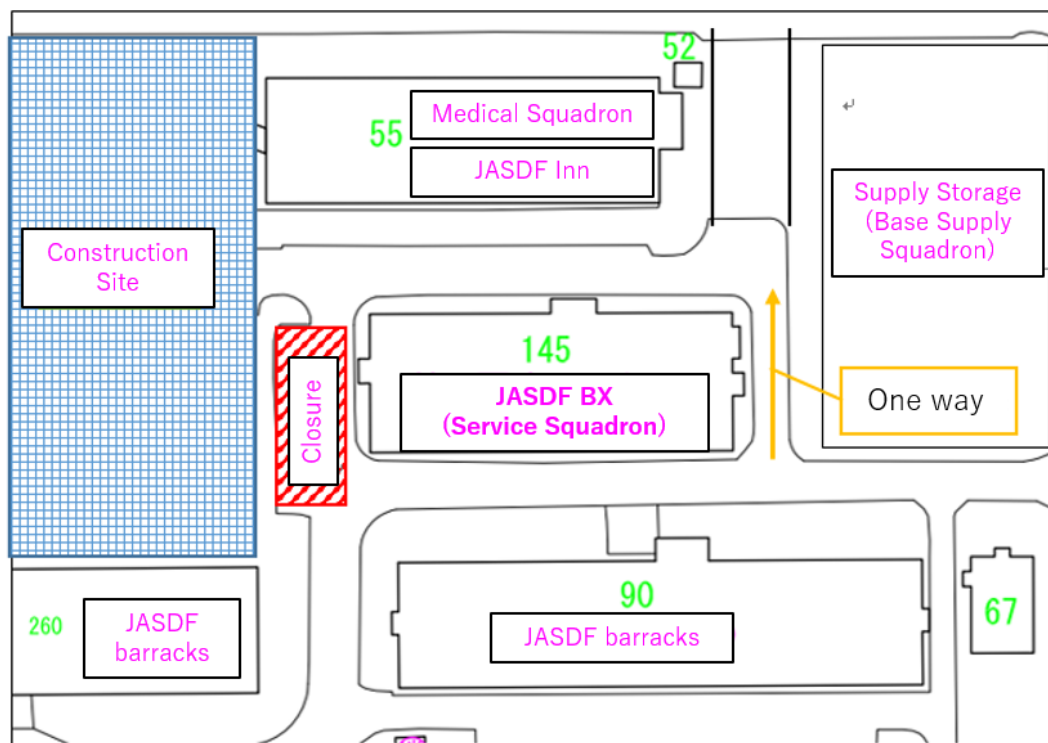 52
Medical Squadron
55
JASDF Inn
↵
Supply Storage
(Base Supply
Squadron)
Construction
Site
145
JASDF BX
(Service Squadron)
Closure
One way
260
JASDF
barracks
90
JASDF barracks
67